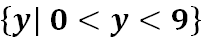 {y| 0 < y < 9}